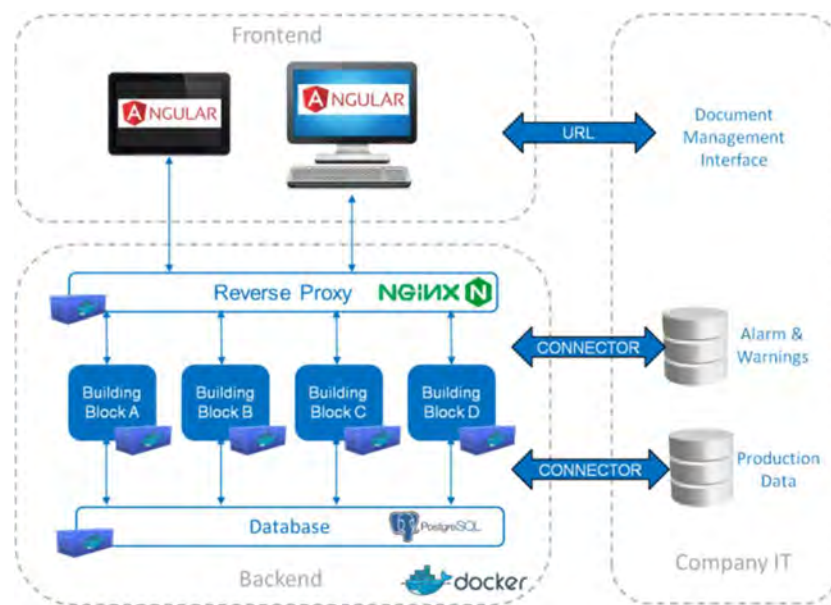 Frontend
ANGULAR
ANGULAR
URL
Document
Management
Interface
Reverse Proxy
NGINX
N
CONNECTOR
Alarm &
Warnings
Building
Block A
Building
Block B
Building
Block C
Building
Block D
CONNECTOR
Production
Data
Database
PostgreSQL
Backend
docker
Company IT